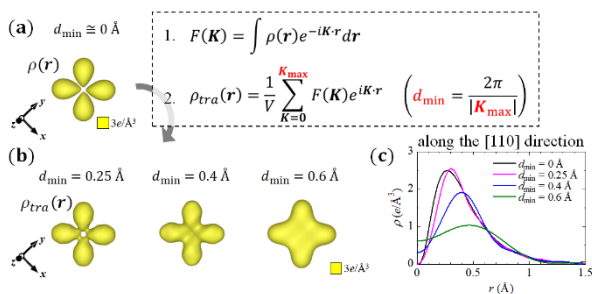 (a) d_min ≅ 0 Å
ρ(r)
z y x
3e/Å³
1. F(K) = ∫ ρ(r)e^{−iK·r}dr
2. ρ_tra(r) = 1/V ∑_{K=0}^{K_max} F(K)e^{iK·r} (d_min = 2π/|K_max|)
(b) d_min = 0.25 Å d_min = 0.4 Å d_min = 0.6 Å
ρ_tra(r)
z y x
3e/Å³
along the [110] direction
(c)
d_min = 0 Å
d_min = 0.25 Å
d_min = 0.4 Å
d_min = 0.6 Å
ρ (e/Å³)
3
2
1
0
0 0.5 1 1.5
r (Å)